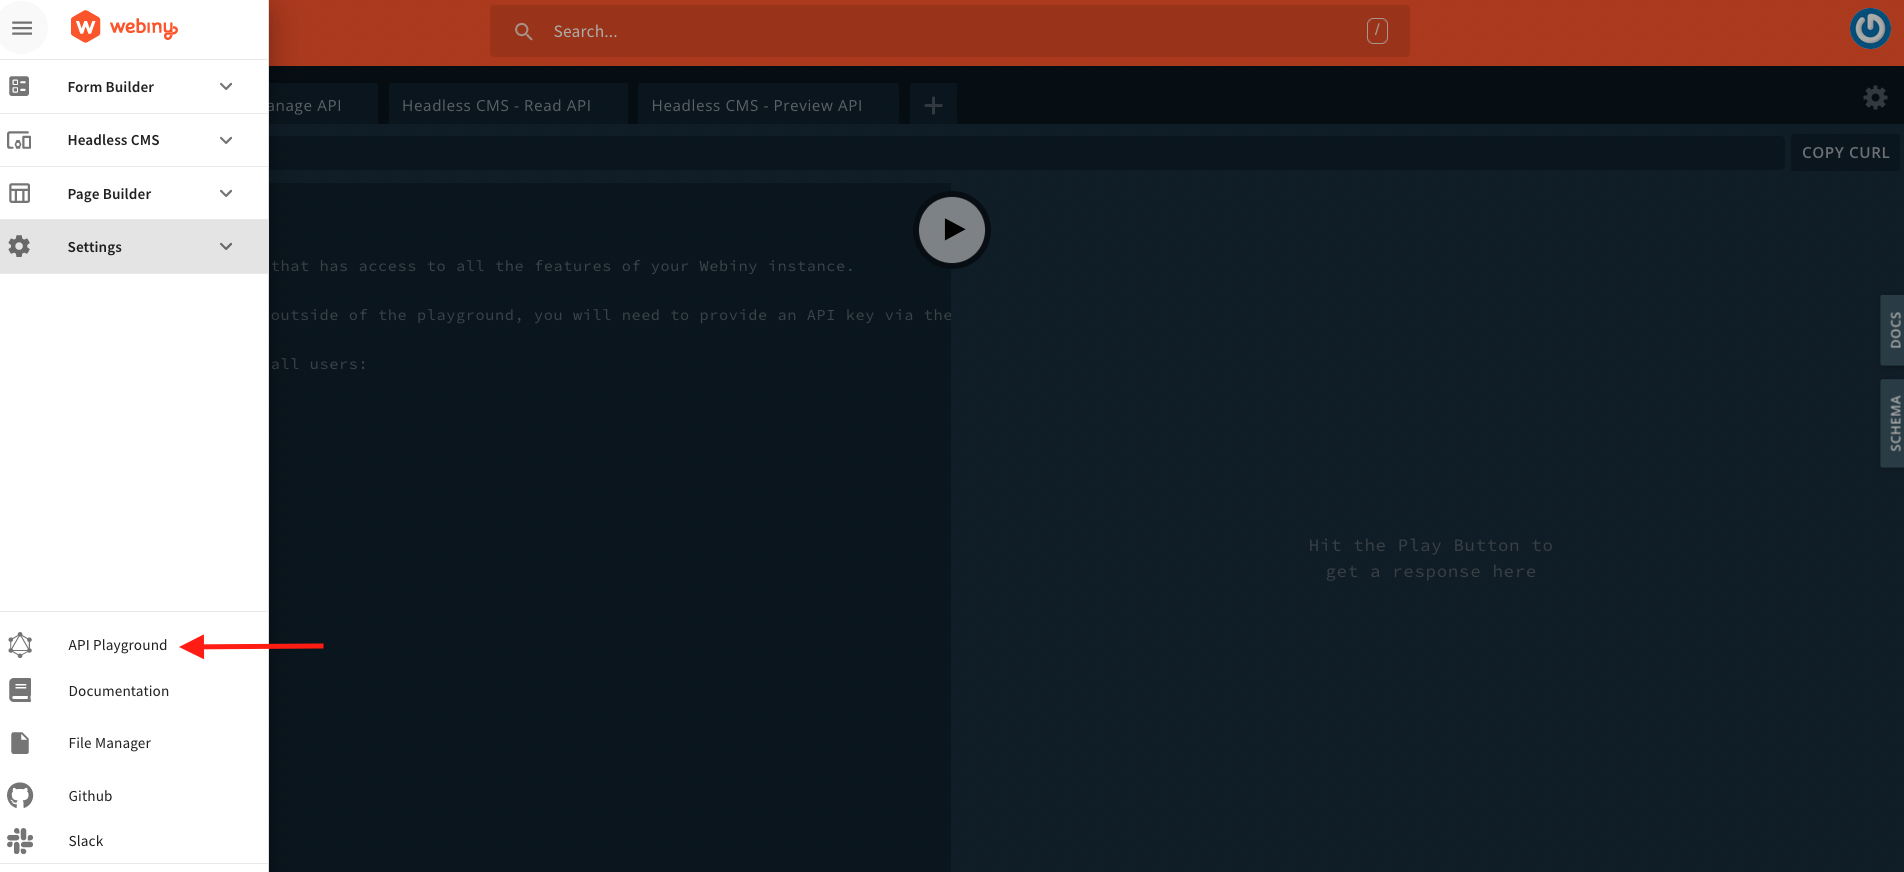 webiny
Search...
/
Form Builder
Headless CMS
Page Builder
Settings
API Playground
Documentation
File Manager
Github
Slack
anage API
Headless CMS - Read API
Headless CMS - Preview API
+
COPY CURL
that has access to all the features of your Webiny instance.
outside of the playground, you will need to provide an API key via the
all users:
Hit the Play Button to
get a response here
DOCS
SCHEMA